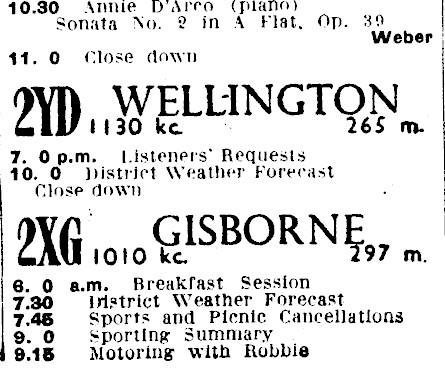 10.30 Annie D'Arco (piano)
Sonata No. 2 in A Flat, Op. 39
Weber
11. 0 Close down
2YD WELLINGTON
1130 kc. 265 m.
7. 0 p.m. Listeners' Requests
10. 0 District Weather Forecast
Close down
2XG GISBORNE
1010 kc. 297 m.
6. 0 a.m. Breakfast Session
7.30 District Weather Forecast
7.45 Sports and Picnic Cancellations
9. 0 Sporting Summary
9.15 Motoring with Robbie